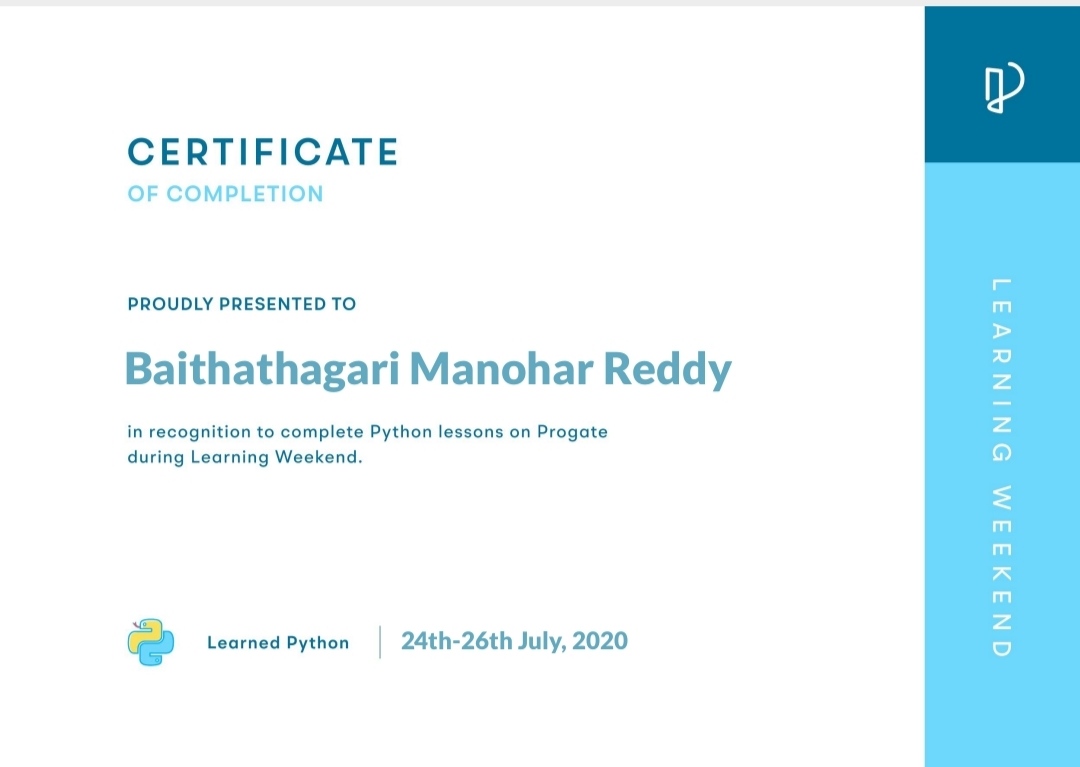 CERTIFICATE
OF COMPLETION
PROUDLY PRESENTED TO
Baithathagari Manohar Reddy
in recognition to complete Python lessons on Progate
during Learning Weekend.
Learned Python
24th-26th July, 2020
LEARNING WEEKEND